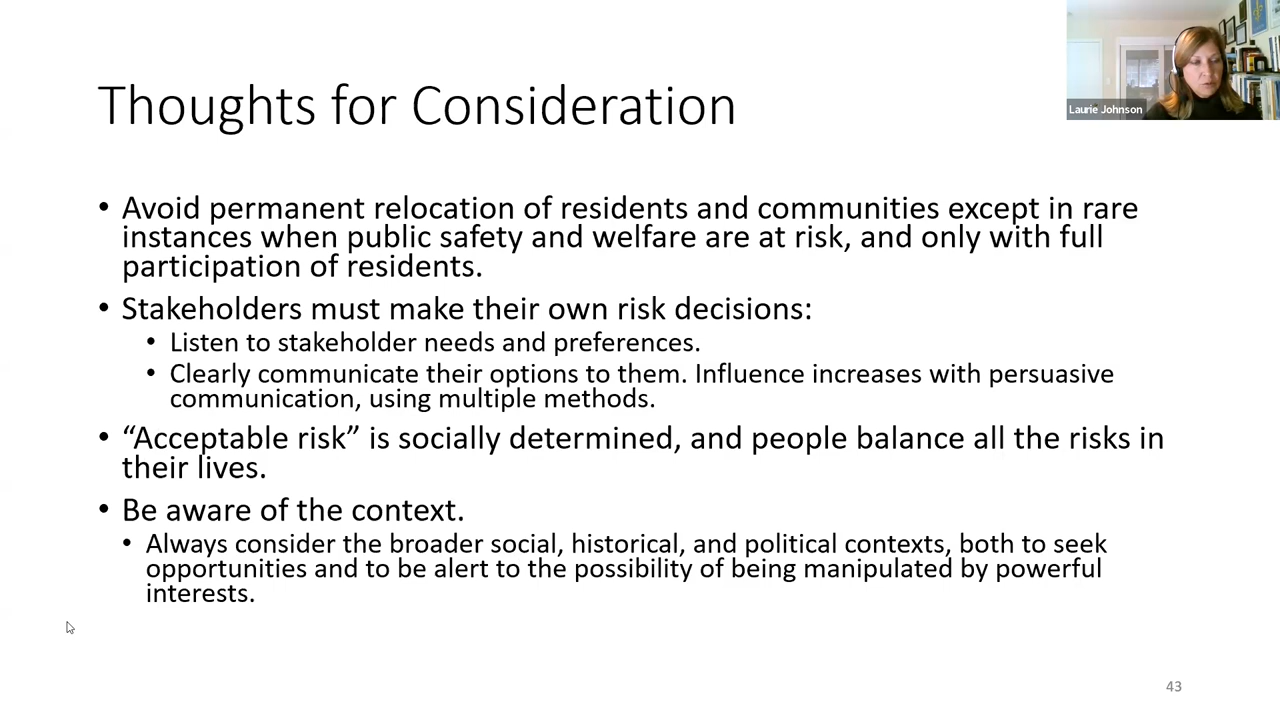 Thoughts for Consideration
Laurie Johnson
• Avoid permanent relocation of residents and communities except in rare
instances when public safety and welfare are at risk, and only with full
participation of residents.
• Stakeholders must make their own risk decisions:
• Listen to stakeholder needs and preferences.
• Clearly communicate their options to them. Influence increases with persuasive
communication, using multiple methods.
• “Acceptable risk” is socially determined, and people balance all the risks in
their lives.
• Be aware of the context.
• Always consider the broader social, historical, and political contexts, both to seek
opportunities and to be alert to the possibility of being manipulated by powerful
interests.
43